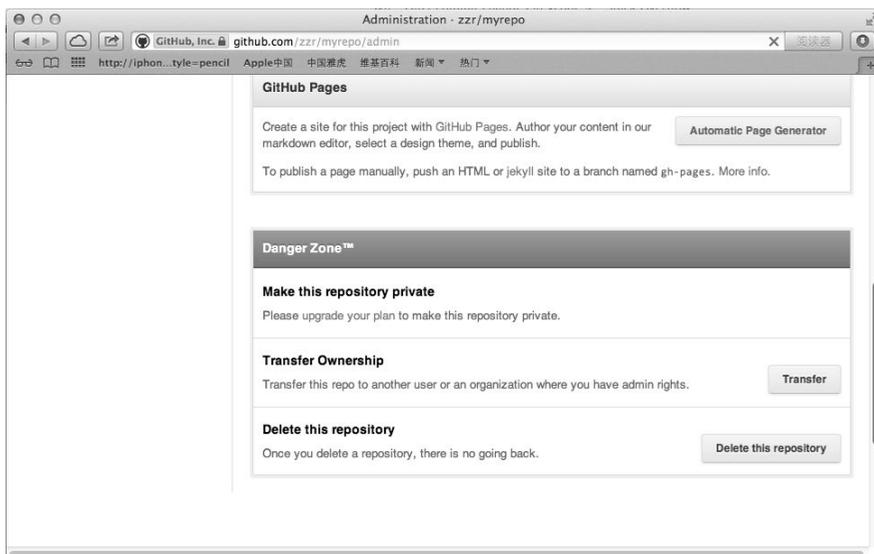 Administration - zzr/myrepo
GitHub, Inc. github.com/zzr/myrepo/admin 阅读器
http://iphon...tyle=pencil Apple中国 中国雅虎 维基百科 新闻 热门
GitHub Pages
Create a site for this project with GitHub Pages. Author your content in our
markdown editor, select a design theme, and publish.
Automatic Page Generator
To publish a page manually, push an HTML or jekyll site to a branch named gh-pages. More info.
Danger Zone™
Make this repository private
Please upgrade your plan to make this repository private.
Transfer Ownership
Transfer this repo to another user or an organization where you have admin rights.
Transfer
Delete this repository
Once you delete a repository, there is no going back.
Delete this repository